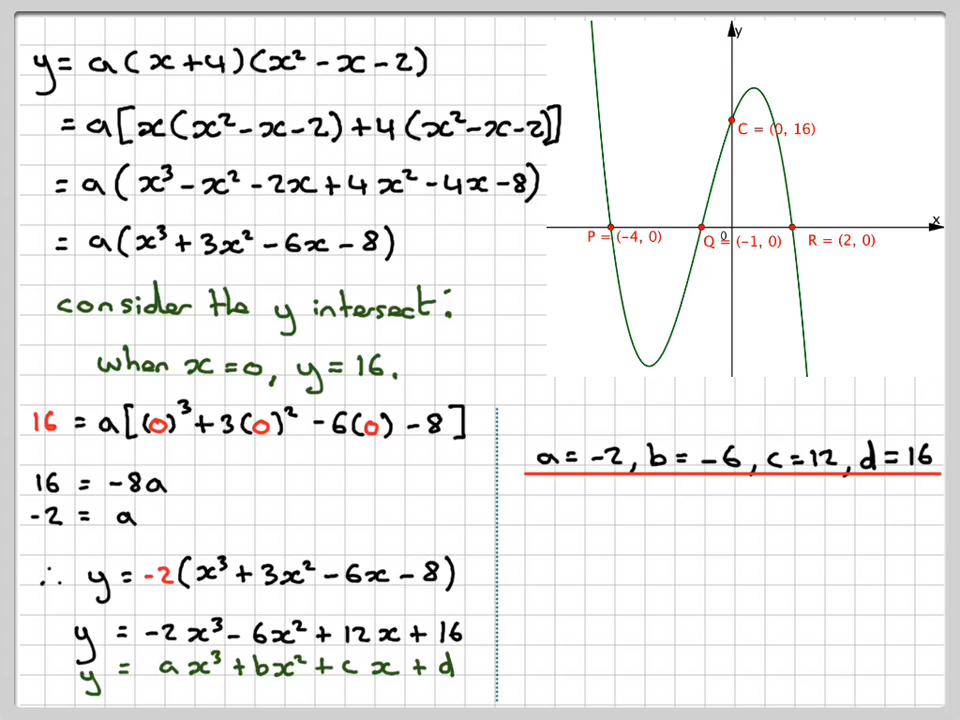 y = a(x+4)(x² - x - 2)
= a[x(x² - x - 2) + 4(x² - x - 2)]
= a(x³ - x² - 2x + 4x² - 4x - 8)
= a(x³ + 3x² - 6x - 8)
consider the y intersect:
when x = 0, y = 16.
16 = a[(0)³ + 3(0)² - 6(0) - 8]
16 = -8a
-2 = a
∴ y = -2(x³ + 3x² - 6x - 8)
y = -2x³ - 6x² + 12x + 16
y = ax³ + bx² + cx + d
y
C = (0, 16)
x
P = (-4, 0)
Q = (-1, 0)
0
R = (2, 0)
a = -2, b = -6, c = 12, d = 16